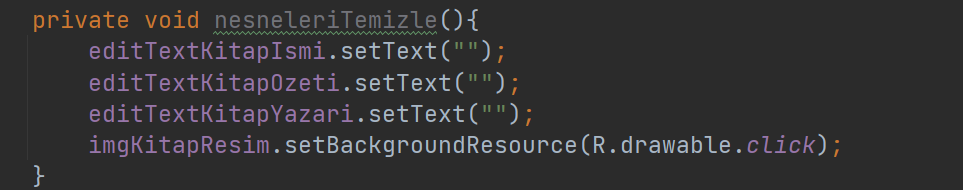 private void nesneleriTemizle(){
    editTextKitapIsmi.setText("");
    editTextKitapOzeti.setText("");
    editTextKitapYazari.setText("");
    imgKitapResim.setBackgroundResource(R.drawable.click);
}